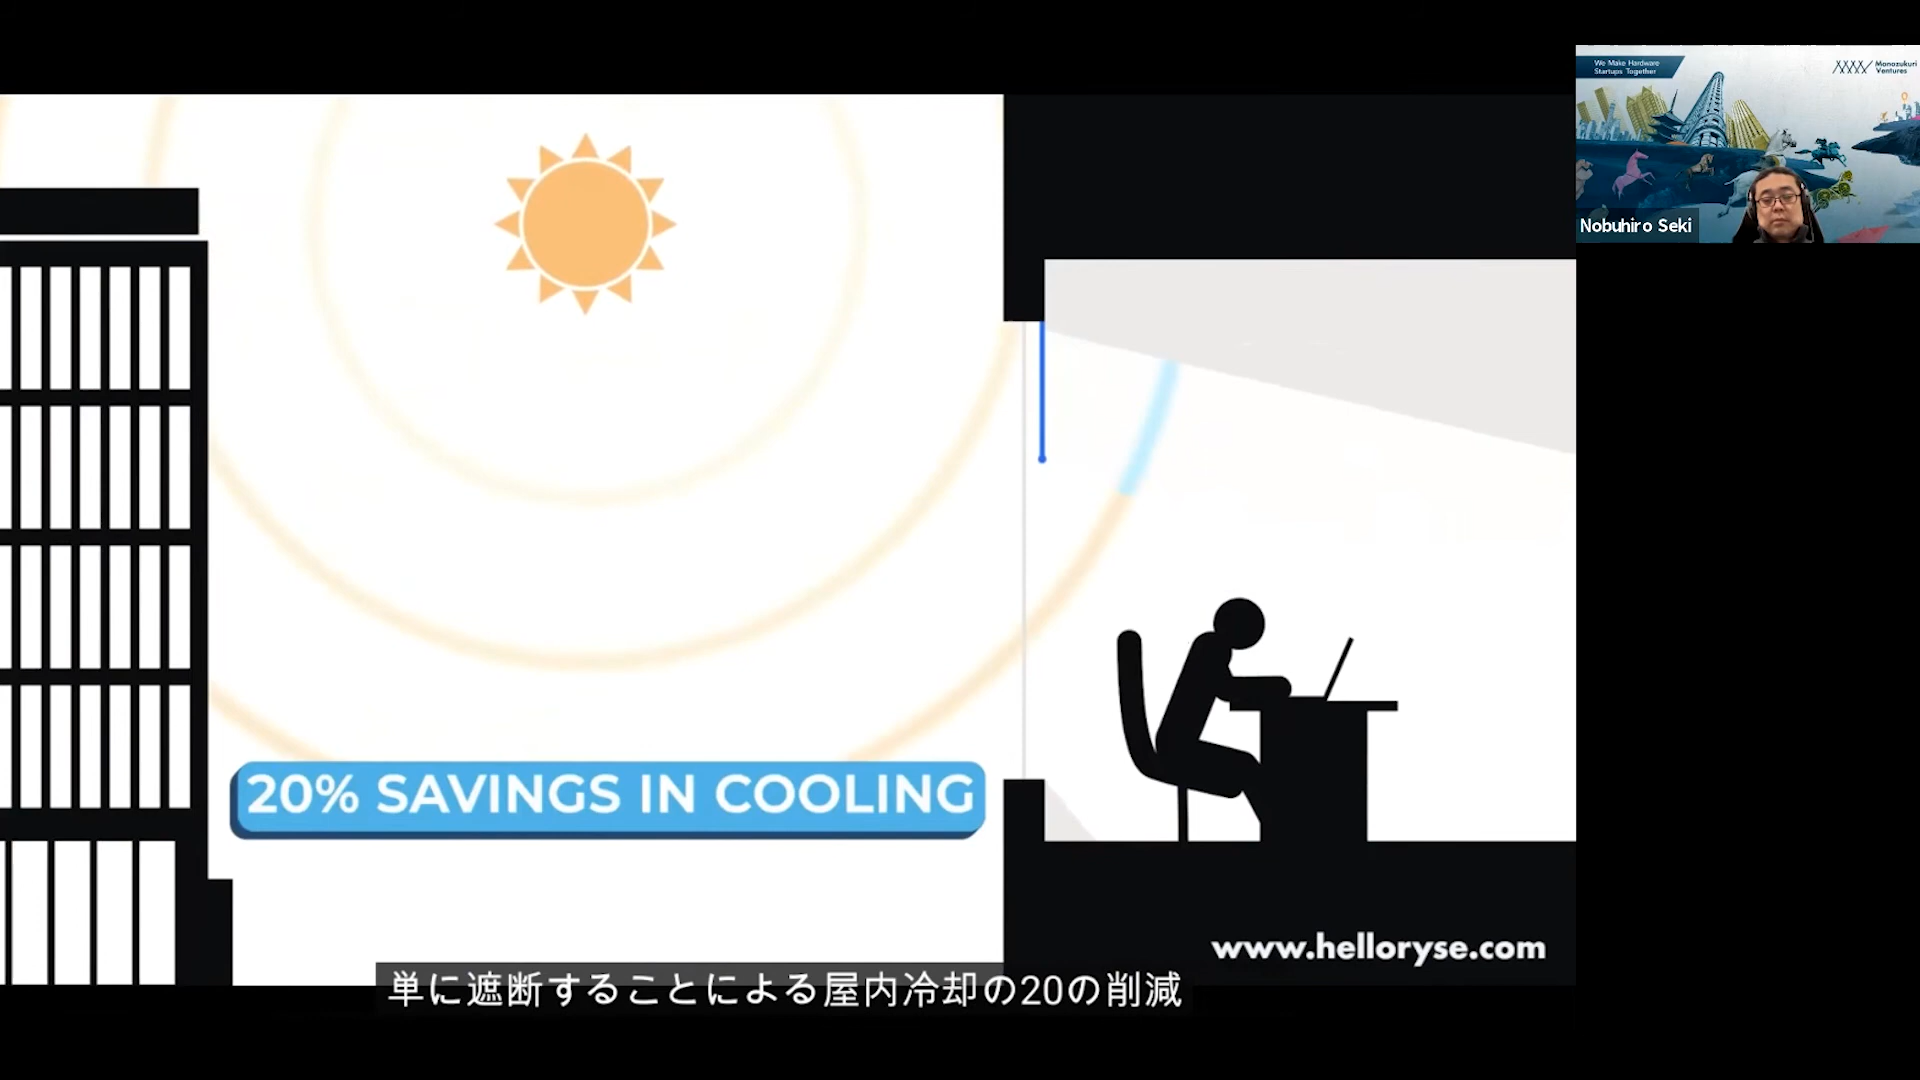 We Make Hardware
Startups Together
Monozukuri
Ventures
Nobuhiro Seki
20% SAVINGS IN COOLING
www.helloryse.com
単に遮断することによる屋内冷却の20の削減